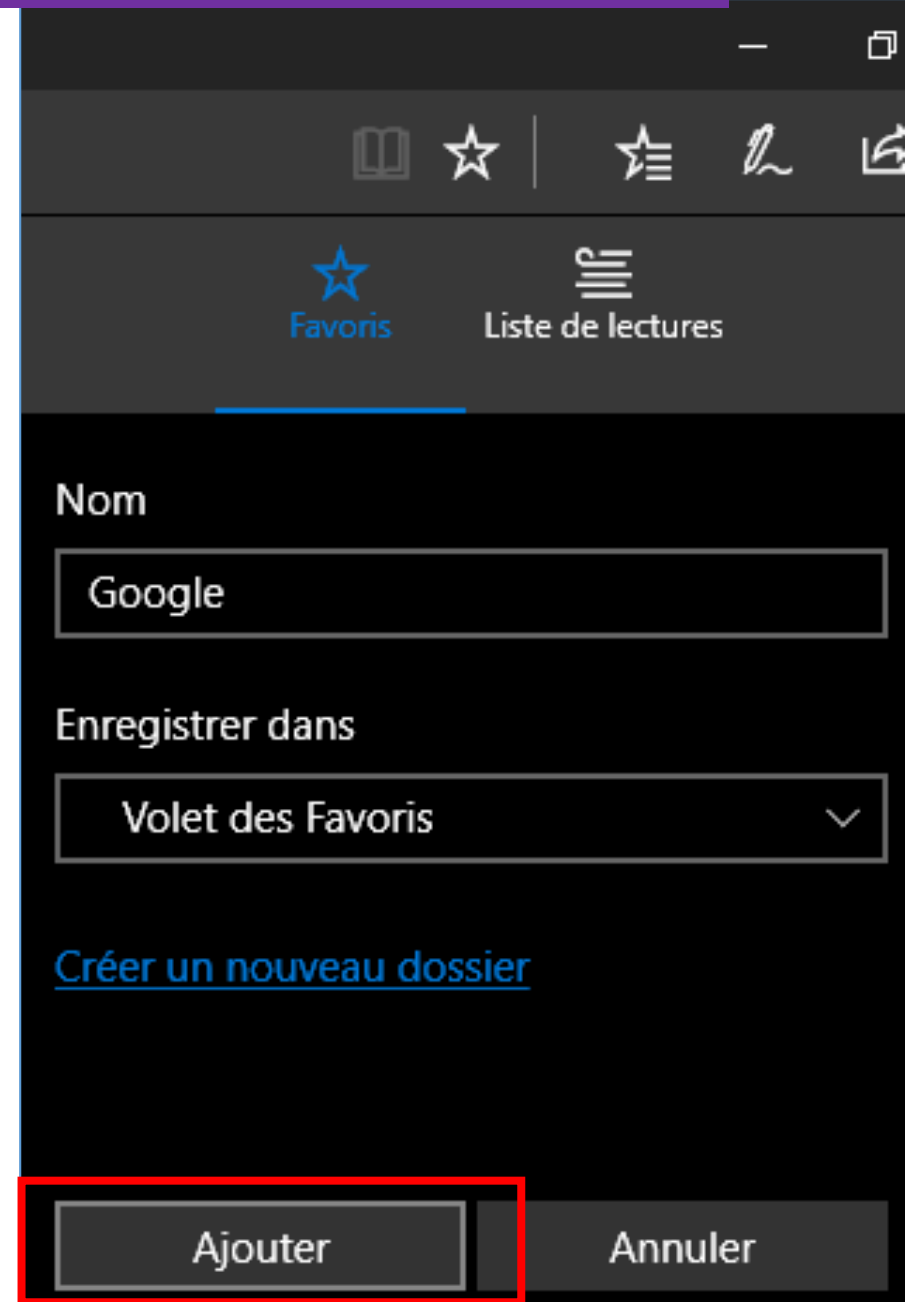 Favoris
Liste de lectures
Nom
Google
Enregistrer dans
Volet des Favoris
Créer un nouveau dossier
Ajouter
Annuler